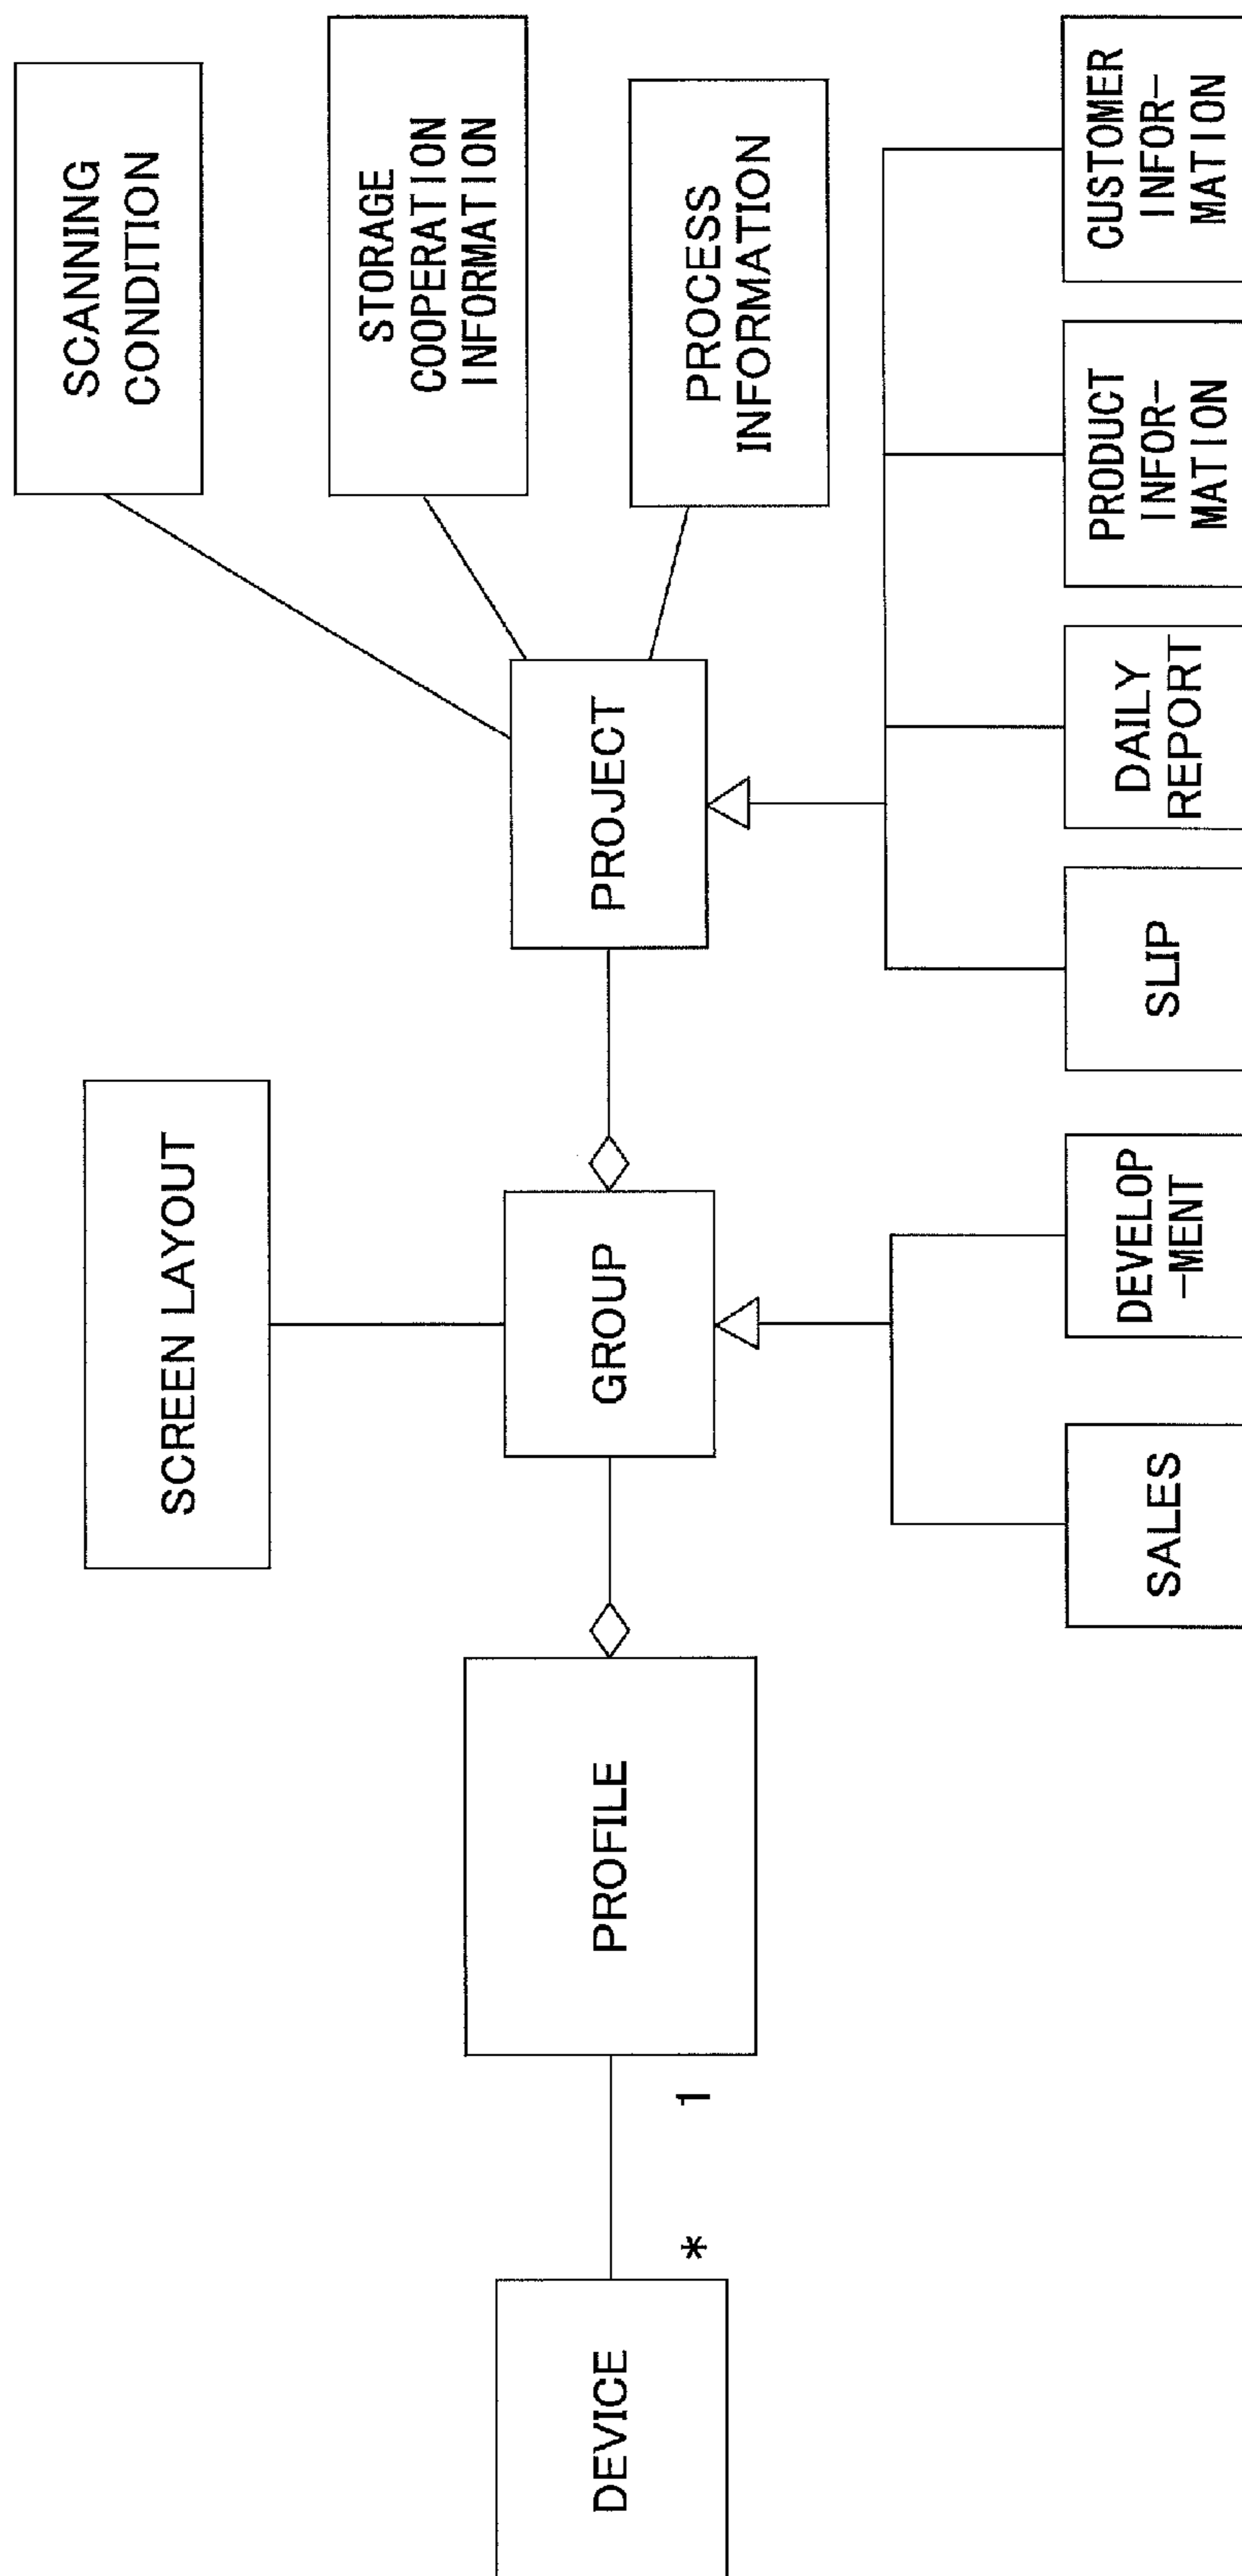 SCANNING
CONDITION
STORAGE
COOPERATION
INFORMATION
PROCESS
INFORMATION
SCREEN LAYOUT
DEVICE
*
1
PROFILE
GROUP
PROJECT
SALES
DEVELOP
-MENT
SLIP
DAILY
REPORT
PRODUCT
INFOR-
MATION
CUSTOMER
INFOR-
MATION